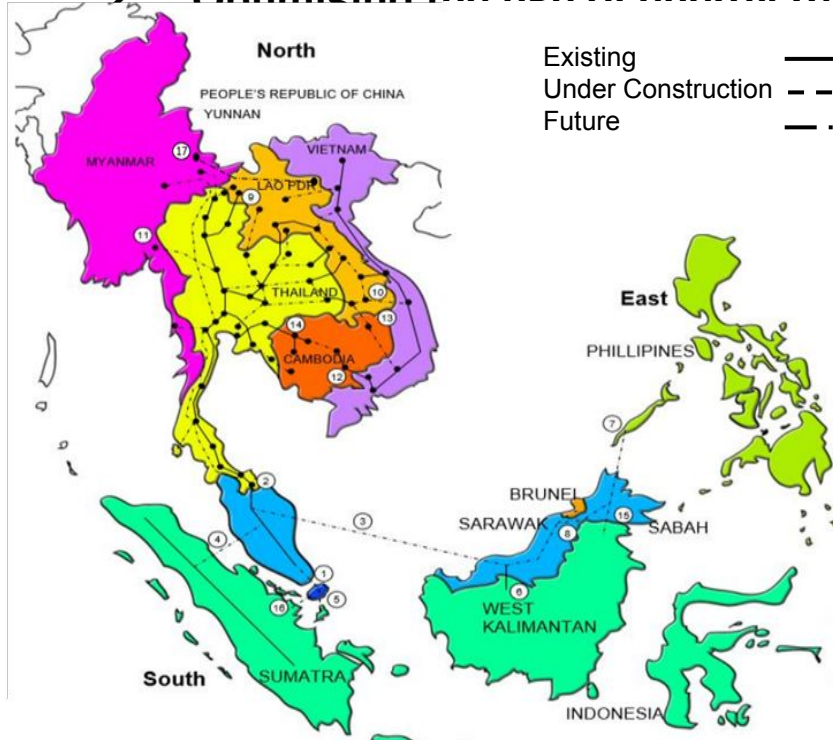 North
Existing
Under Construction
Future
PEOPLE'S REPUBLIC OF CHINA
YUNNAN
VIETNAM
17
MYANMAR
LAO PDR
9
11
THAILAND
10
East
14
13
PHILLIPINES
CAMBODIA
12
7
2
BRUNEI
3
SARAWAK
15
SABAH
8
4
1
5
6
16
WEST
KALIMANTAN
South
SUMATRA
INDONESIA